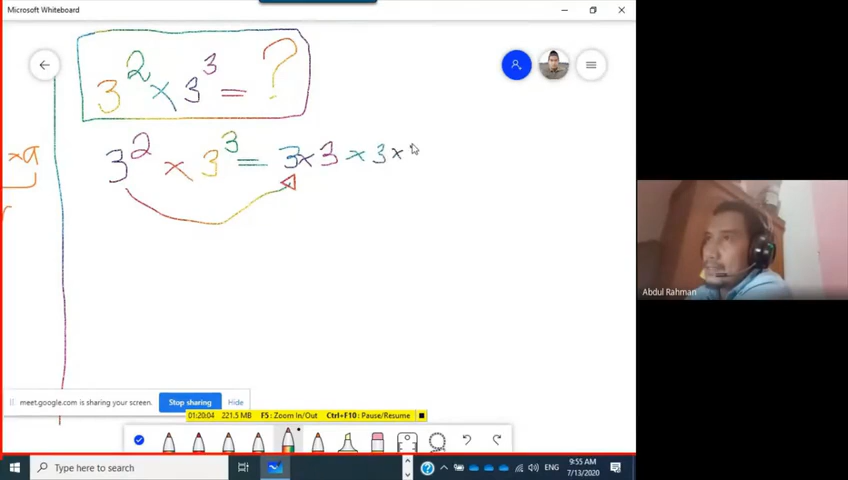 Microsoft Whiteboard
3² × 3³ = ?
3² × 3³ = 3 × 3 × 3 ×
×a
Abdul Rahman
meet.google.com is sharing your screen.
Stop sharing
Hide
01:20:04 221.5 MB F5: Zoom In/Out Ctrl+F10: Pause/Resume
Type here to search
ENG
9:55 AM
7/13/2020